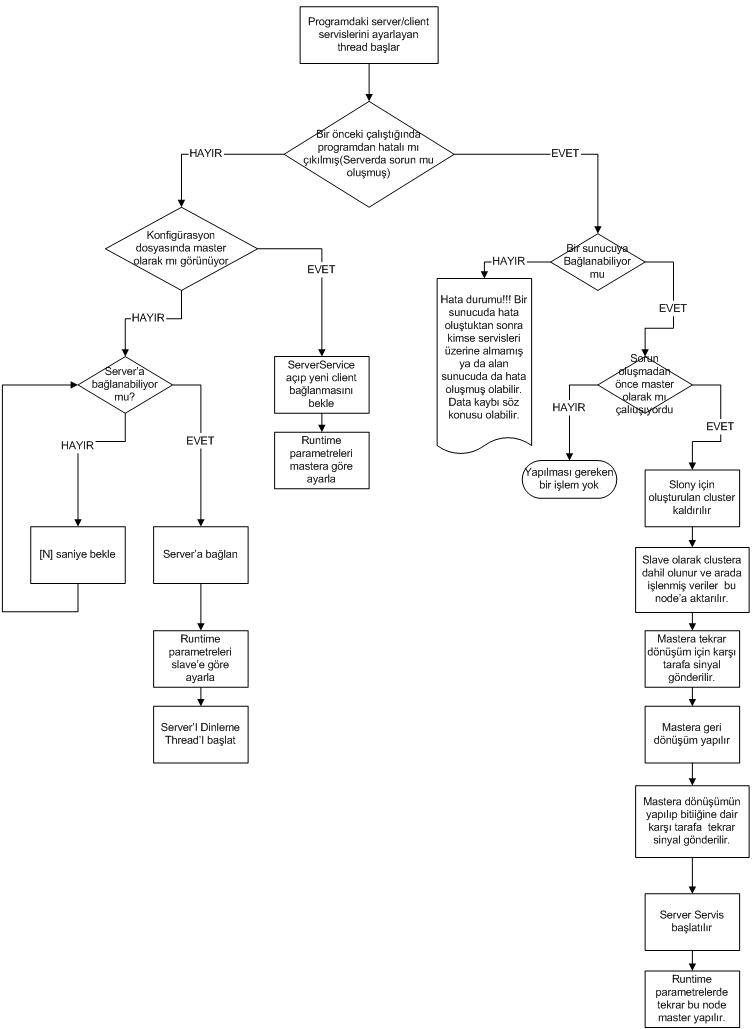 Programdaki server/client
servislerini ayarlayan
thread başlar
Bir önceki çalıştığında
programdan hatalı mı
çıkılmış(Serverda sorun mu
oluşmuş)
HAYIR
EVET
Konfigürasyon
dosyasında master
olarak mı görünüyor
EVET
HAYIR
Server'a
bağlanabiliyor
mu?
HAYIR
EVET
[N] saniye bekle
Server'a bağlan
Runtime
parametreleri
slave'e göre
ayarla
Server'I Dinleme
Thread'I başlat
ServerService
açıp yeni client
bağlanmasını
bekle
Runtime
parametreleri
mastera göre
ayarla
Bir sunucuya
Bağlanabiliyor
mu
HAYIR
EVET
Hata durumu!!! Bir
sunucuda hata
oluştuktan sonra
kimse servisleri
üzerine almamış
ya da alan
sunucuda da hata
oluşmuş olabilir.
Data kaybı söz
konusu olabilir.
Sorun
oluşmadan
önce master
olarak mı
çalıuşıyordu
HAYIR
EVET
Yapılması gereken
bir işlem yok
Slony için
oluşturulan cluster
kaldırılır
Slave olarak clustera
dahil olunur ve arada
işlenmiş veriler bu
node'a aktarılır.
Mastera tekrar
dönüşüm için karşı
tarafa sinyal
gönderilir.
Mastera geri
dönüşüm yapılır
Mastera dönüşümün
yapılıp bitiiğine dair
karşı tarafa tekrar
sinyal gönderilir.
Server Servis
başlatılır
Runtime
parametrelerde
tekrar bu node
master yapılır.